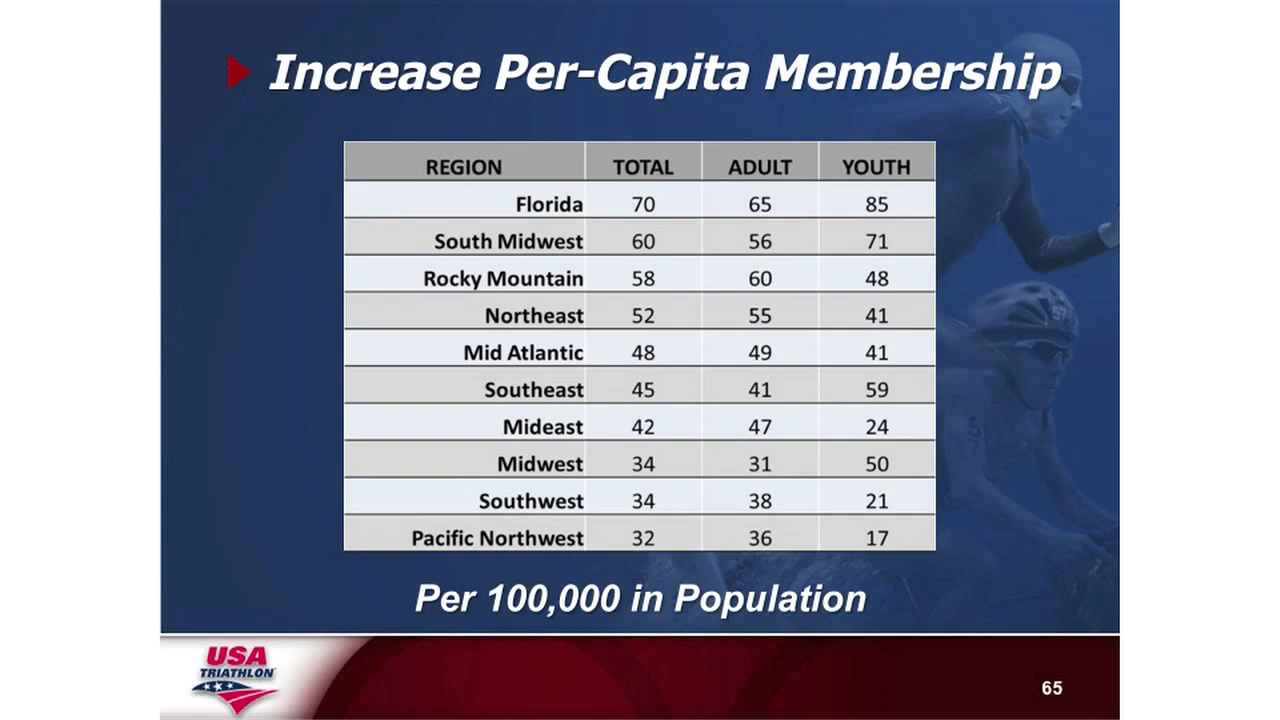 Increase Per-Capita Membership
REGION TOTAL ADULT YOUTH
Florida 70 65 85
South Midwest 60 56 71
Rocky Mountain 58 60 48
Northeast 52 55 41
Mid Atlantic 48 49 41
Southeast 45 41 59
Mideast 42 47 24
Midwest 34 31 50
Southwest 34 38 21
Pacific Northwest 32 36 17
Per 100,000 in Population
USA
TRIATHLON
65
57